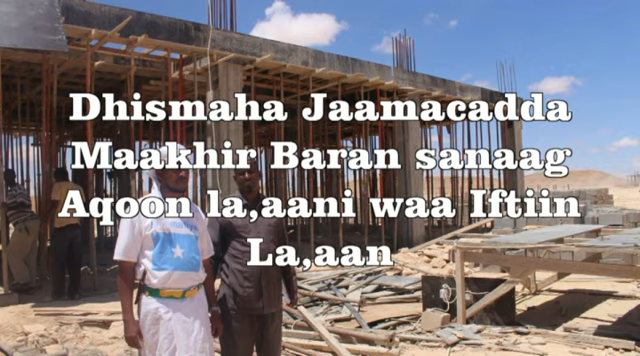 Dhismaha Jaamacadda
Maakhir Baran sanaag
Aqoon la,aani waa Iftiin
La,aan